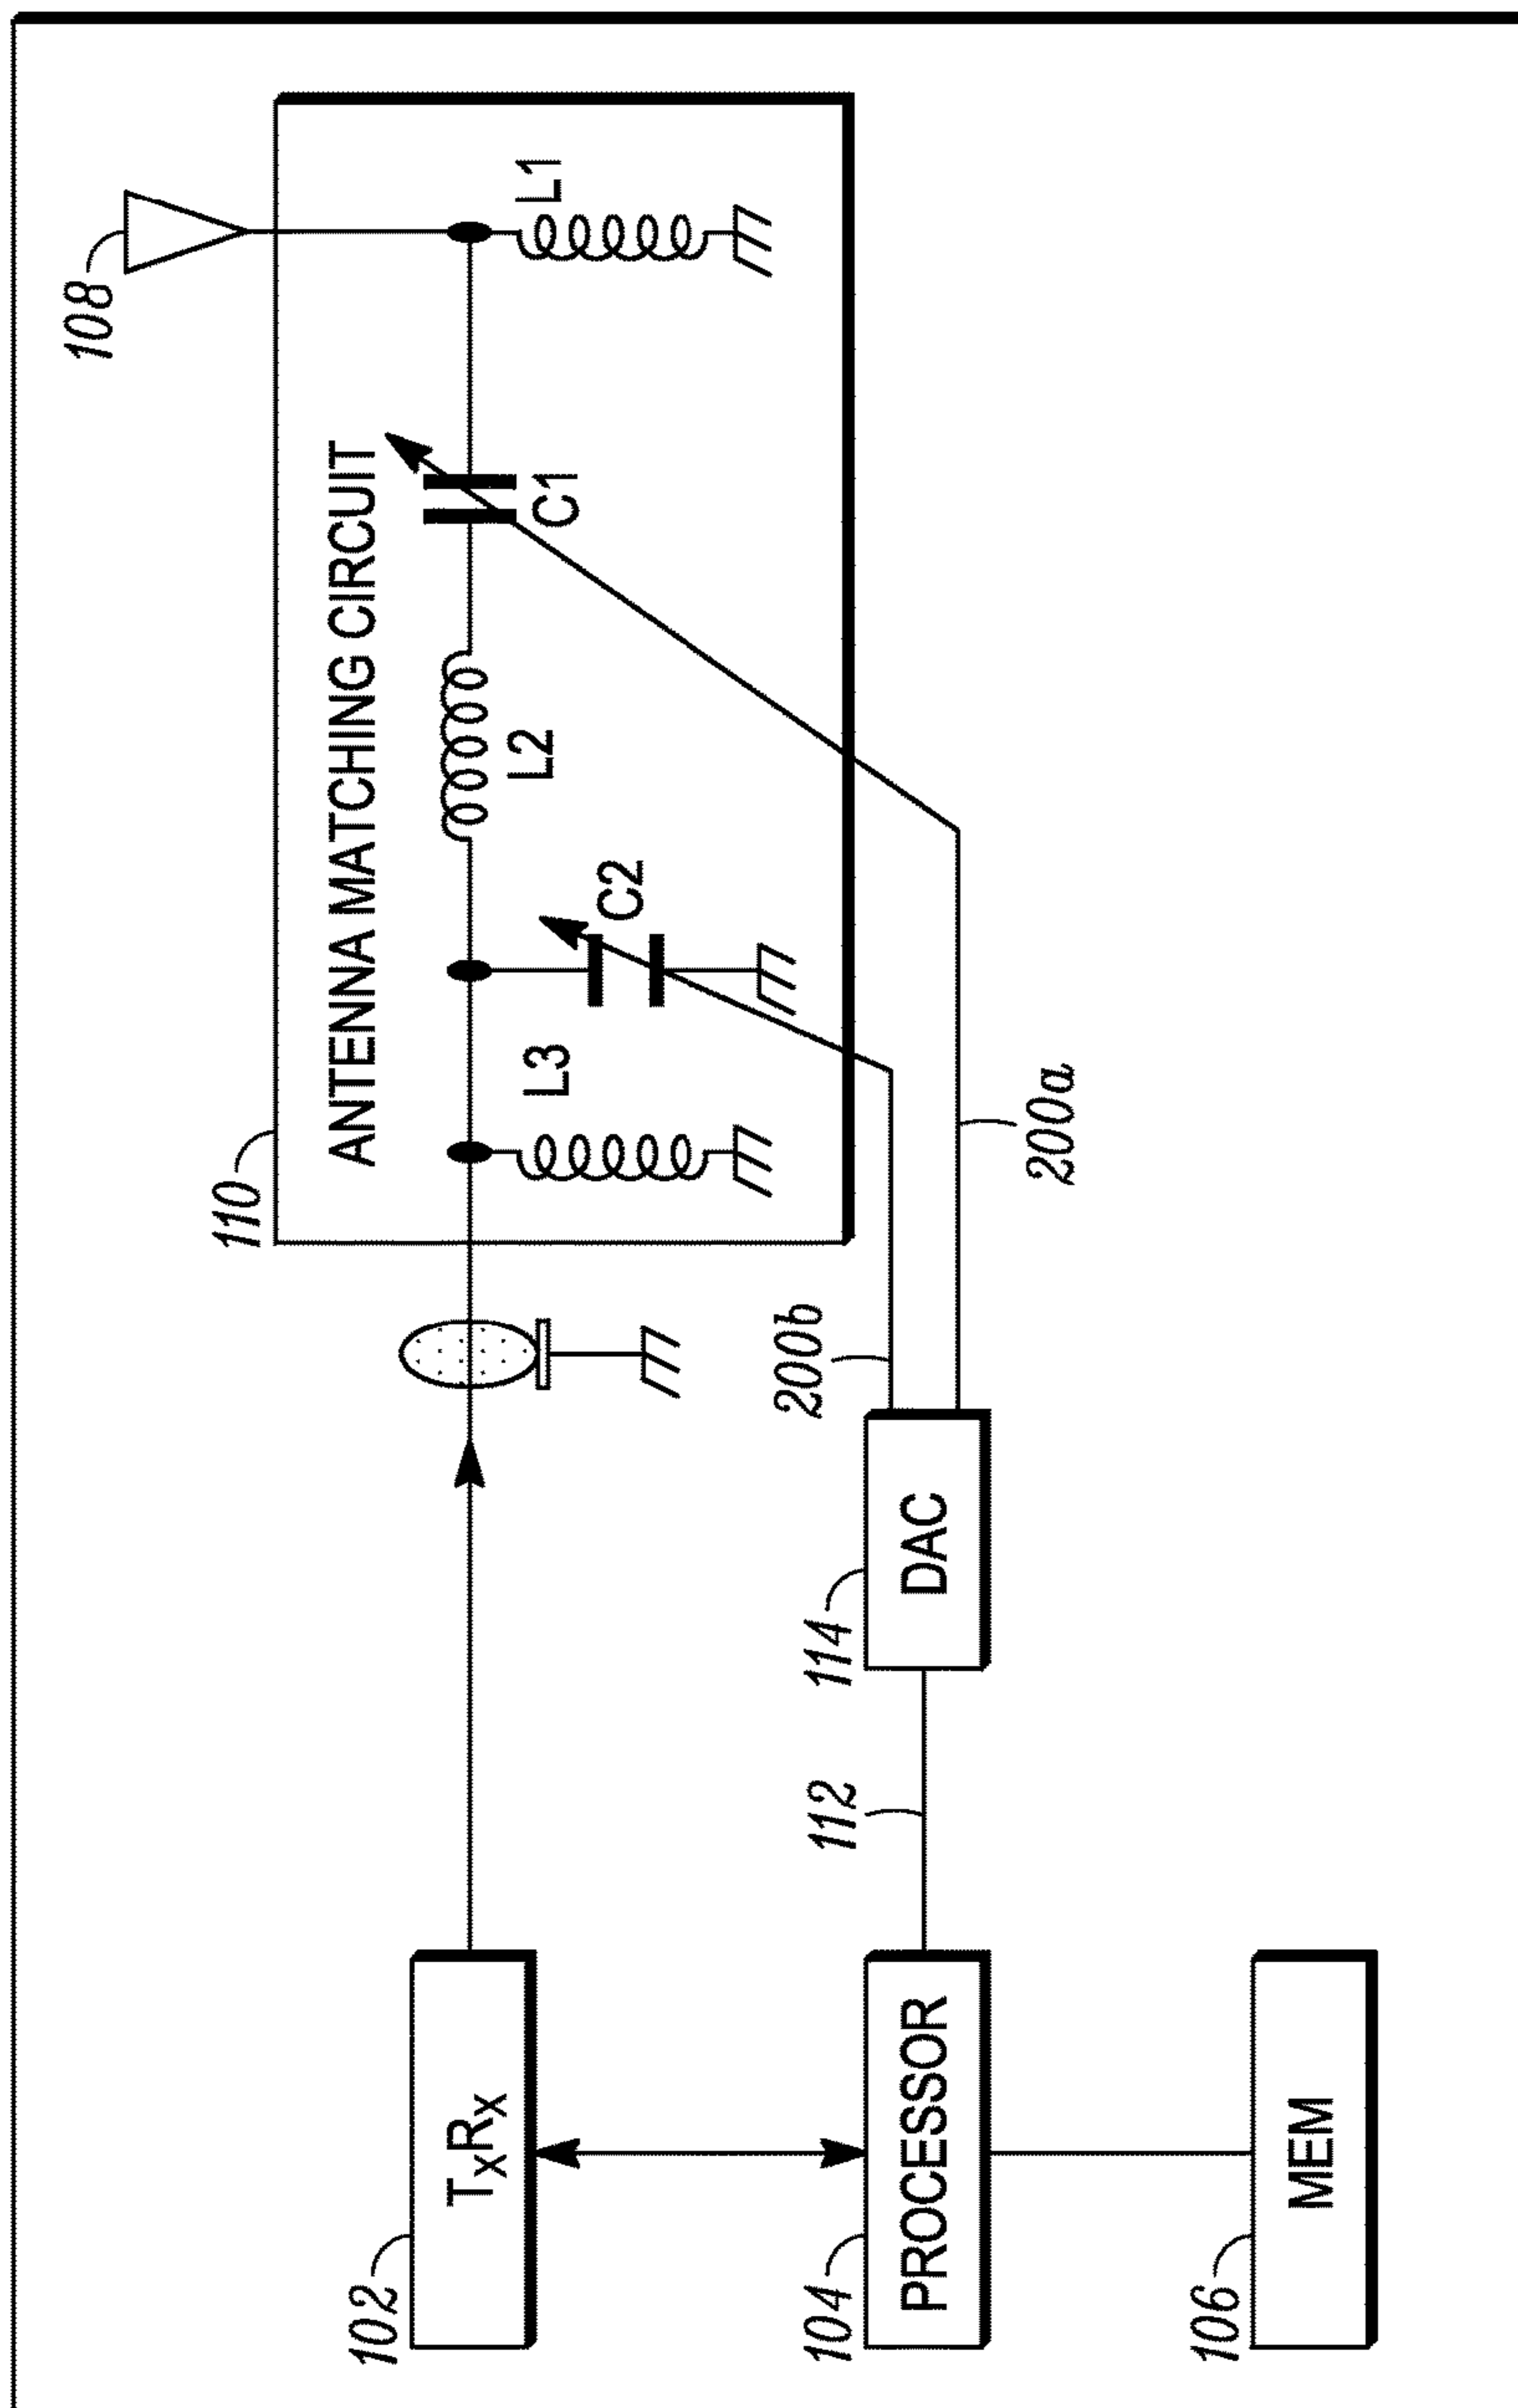 108
110
ANTENNA MATCHING CIRCUIT
L1
C1
L2
C2
L3
200a
200b
102
TxRx
114
DAC
112
104
PROCESSOR
106
MEM